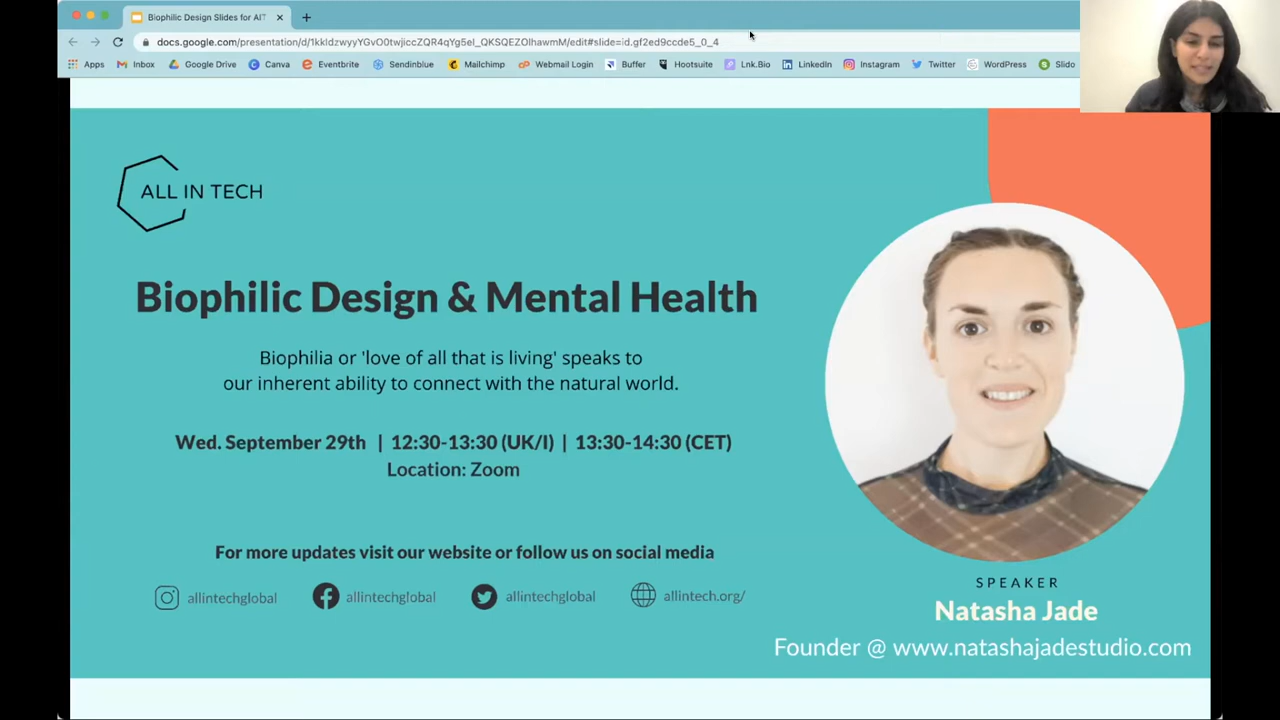 Biophilic Design Slides for AIT
docs.google.com/presentation/d/1kkldzwyyYGvO0twjiccZQR4qYg5eI_QKSQEZOlhawmM/edit#slide=id.gf2ed9ccde5_0_4
Apps Inbox Google Drive Canva Eventbrite Sendinblue Mailchimp Webmail Login Buffer Hootsuite Lnk.Bio LinkedIn Instagram Twitter WordPress Slido
ALL IN TECH
Biophilic Design & Mental Health
Biophilia or 'love of all that is living' speaks to
our inherent ability to connect with the natural world.
Wed. September 29th | 12:30-13:30 (UK/I) | 13:30-14:30 (CET)
Location: Zoom
For more updates visit our website or follow us on social media
allintechglobal allintechglobal allintechglobal allintech.org/
SPEAKER
Natasha Jade
Founder @ www.natashajadestudio.com